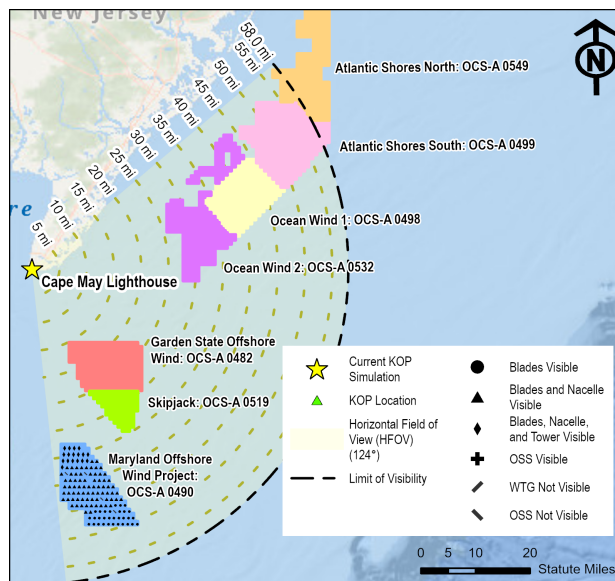 New Jersey
N
58.0 mi
55 mi
50 mi
45 mi
40 mi
35 mi
30 mi
25 mi
20 mi
15 mi
10 mi
5 mi
Atlantic Shores North: OCS-A 0549
Atlantic Shores South: OCS-A 0499
re
Ocean Wind 1: OCS-A 0498
Ocean Wind 2: OCS-A 0532
Cape May Lighthouse
Garden State Offshore
Wind: OCS-A 0482
Skipjack: OCS-A 0519
Maryland Offshore
Wind Project:
OCS-A 0490
Current KOP
Simulation
KOP Location
Horizontal Field of
View (HFOV)
(124°)
Limit of Visibility
Blades Visible
Blades and Nacelle
Visible
Blades, Nacelle,
and Tower Visible
OSS Visible
WTG Not Visible
OSS Not Visible
0 5 10 20
Statute Miles